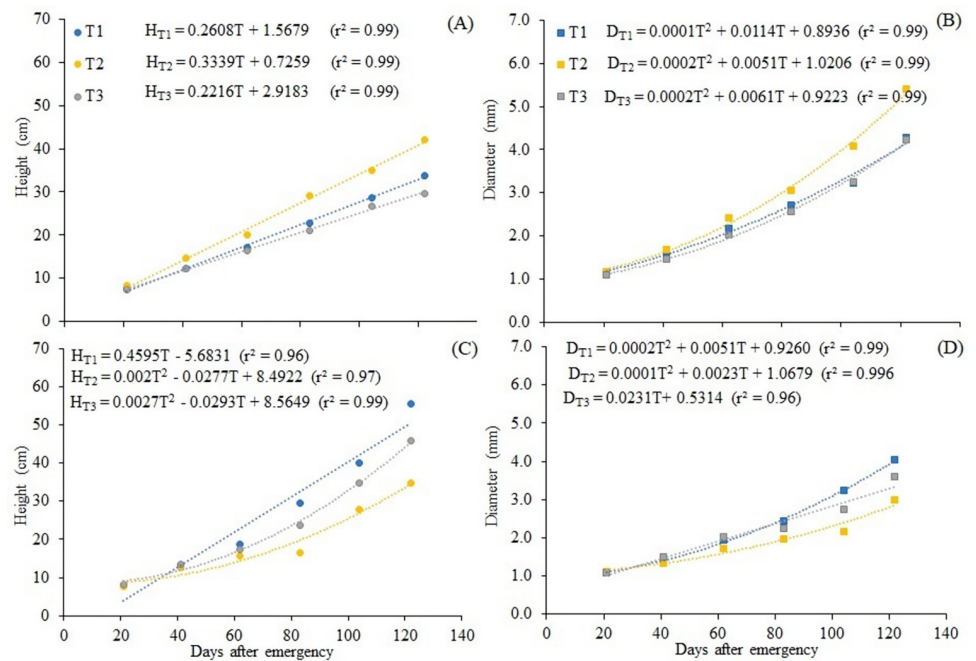 (A)
T1 H_T1 = 0.2608T + 1.5679 (r² = 0.99)
T2 H_T2 = 0.3339T + 0.7259 (r² = 0.99)
T3 H_T3 = 0.2216T + 2.9183 (r² = 0.99)
Height (cm)
70
60
50
40
30
20
10
0
(B)
T1 D_T1 = 0.0001T² + 0.0114T + 0.8936 (r² = 0.99)
T2 D_T2 = 0.0002T² + 0.0051T + 1.0206 (r² = 0.99)
T3 D_T3 = 0.0002T² + 0.0061T + 0.9223 (r² = 0.99)
Diameter (mm)
7.0
6.0
5.0
4.0
3.0
2.0
1.0
0.0
(C)
H_T1 = 0.4595T - 5.6831 (r² = 0.96)
H_T2 = 0.002T² - 0.0277T + 8.4922 (r² = 0.97)
H_T3 = 0.0027T² - 0.0293T + 8.5649 (r² = 0.99)
Height (cm)
70
60
50
40
30
20
10
0
0 20 40 60 80 100 120 140
Days after emergency
(D)
D_T1 = 0.0002T² + 0.0051T + 0.9260 (r² = 0.99)
D_T2 = 0.0001T² + 0.0023T + 1.0679 (r² = 0.996
D_T3 = 0.0231T+ 0.5314 (r² = 0.96)
Diameter (mm)
7.0
6.0
5.0
4.0
3.0
2.0
1.0
0.0
0 20 40 60 80 100 120 140
Days after emergency